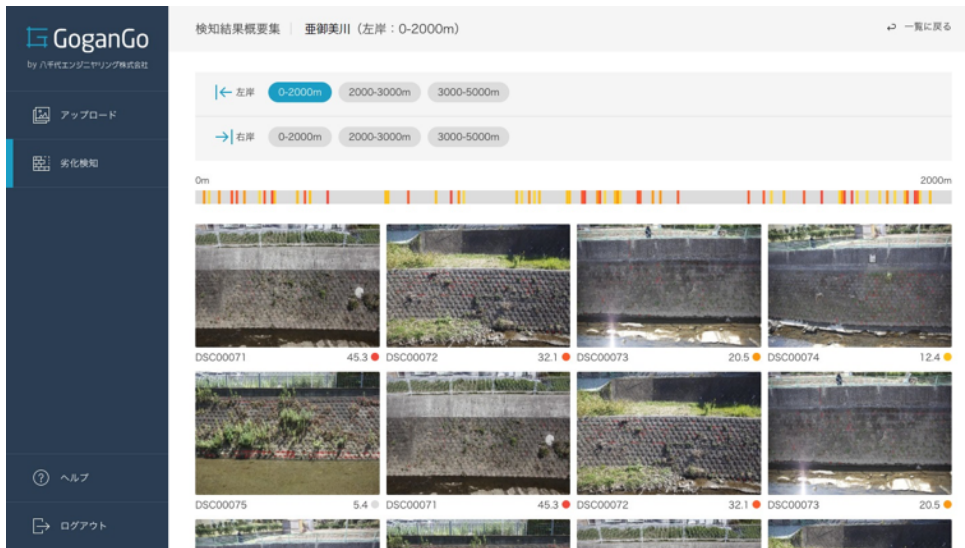 GoganGo
by 八千代エンジニヤリング株式会社
アップロード
劣化検知
ヘルプ
ログアウト
検知結果概要集
亜御美川（左岸：0-2000m）
一覧に戻る
左岸 0-2000m 2000-3000m 3000-5000m
右岸 0-2000m 2000-3000m 3000-5000m
0m 2000m
DSC00071 45.3 DSC00072 32.1 DSC00073 20.5 DSC00074 12.4
DSC00075 5.4 DSC00071 45.3 DSC00072 32.1 DSC00073 20.5